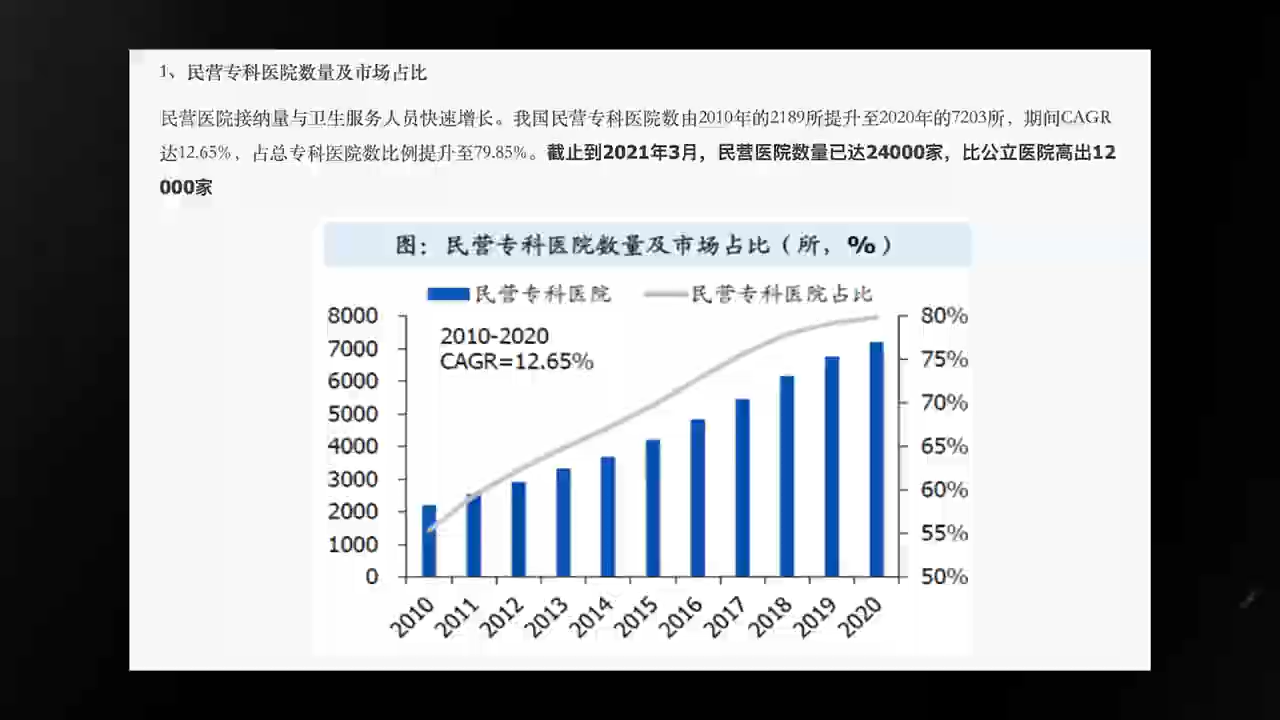 1、民营专科医院数量及市场占比
民营医院接纳量与卫生服务人员快速增长。我国民营专科医院数由2010年的2189所提升至2020年的7203所，期间CAGR
达12.65%，占总专科医院数比例提升至79.85%。截止到2021年3月，民营医院数量已达24000家，比公立医院高出12
000家
图：民营专科医院数量及市场占比（所，%）
民营专科医院 民营专科医院占比
2010-2020
CAGR=12.65%
8000 80%
7000 75%
6000 70%
5000 65%
4000 60%
3000 55%
2000 50%
1000
0
2010 2011 2012 2013 2014 2015 2016 2017 2018 2019 2020